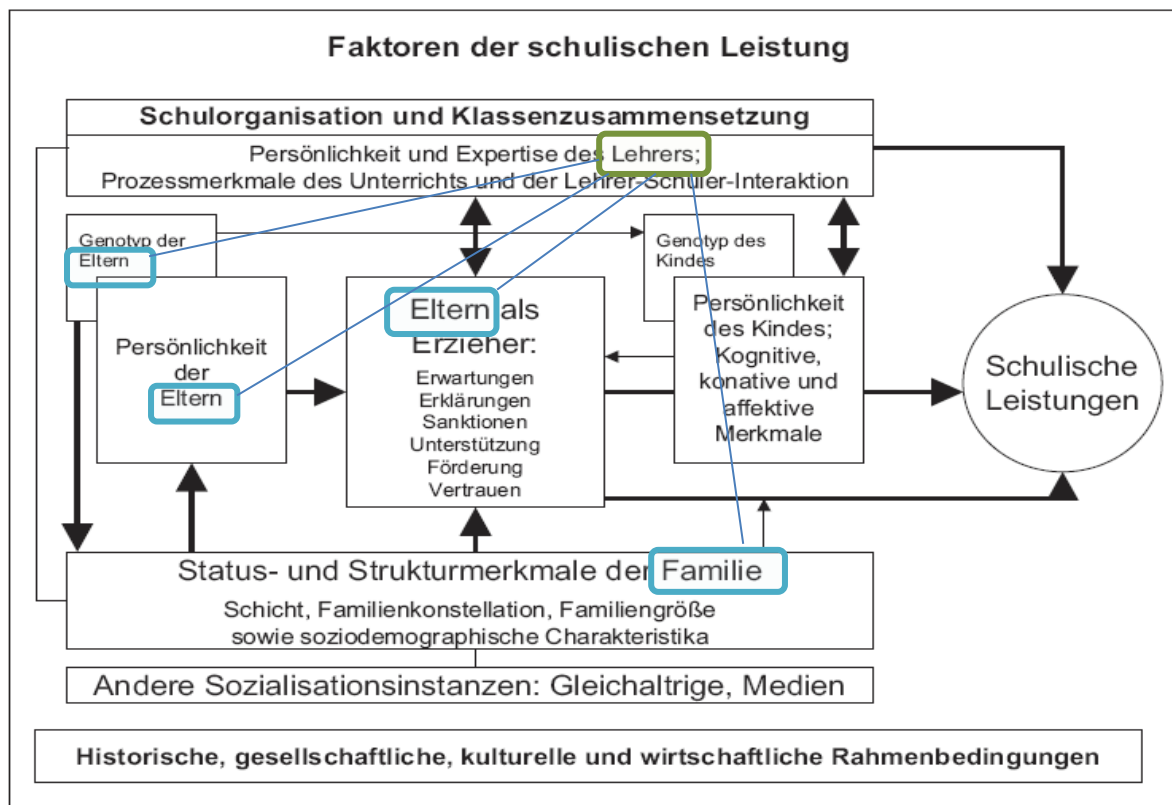 Faktoren der schulischen Leistung
Schulorganisation und Klassenzusammensetzung
Persönlichkeit und Expertise des Lehrers;
Prozessmerkmale des Unterrichts und der Lehrer-Schüler-Interaktion
Genotyp der
Eltern
Persönlichkeit
der
Eltern
Eltern als
Erzieher:
Erwartungen
Erklärungen
Sanktionen
Unterstützung
Förderung
Vertrauen
Genotyp des
Kindes
Persönlichkeit
des Kindes;
Kognitive,
konative und
affektive
Merkmale
Schulische
Leistungen
Status- und Strukturmerkmale der Familie
Schicht, Familienkonstellation, Familiengröße
sowie soziodemographische Charakteristika
Andere Sozialisationsinstanzen: Gleichaltrige, Medien
Historische, gesellschaftliche, kulturelle und wirtschaftliche Rahmenbedingungen